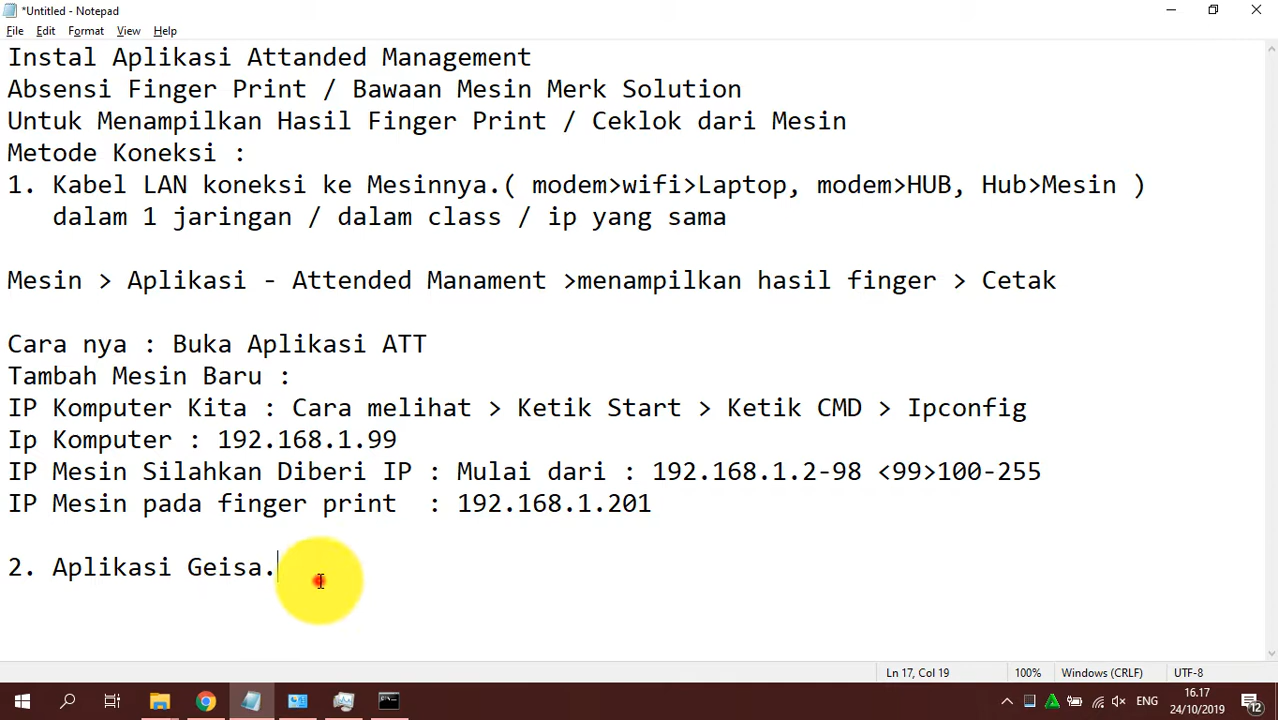 *Untitled - Notepad
File Edit Format View Help
Instal Aplikasi Attanded Management
Absensi Finger Print / Bawaan Mesin Merk Solution
Untuk Menampilkan Hasil Finger Print / Ceklok dari Mesin
Metode Koneksi :
1. Kabel LAN koneksi ke Mesinnya.( modem>wifi>Laptop, modem>HUB, Hub>Mesin )
dalam 1 jaringan / dalam class / ip yang sama
Mesin > Aplikasi - Attended Manament >menampilkan hasil finger > Cetak
Cara nya : Buka Aplikasi ATT
Tambah Mesin Baru :
IP Komputer Kita : Cara melihat > Ketik Start > Ketik CMD > Ipconfig
Ip Komputer : 192.168.1.99
IP Mesin Silahkan Diberi IP : Mulai dari : 192.168.1.2-98 <99>100-255
IP Mesin pada finger print : 192.168.1.201
2. Aplikasi Geisa.
Ln 17, Col 19 100% Windows (CRLF) UTF-8
ENG 16.17
24/10/2019 12